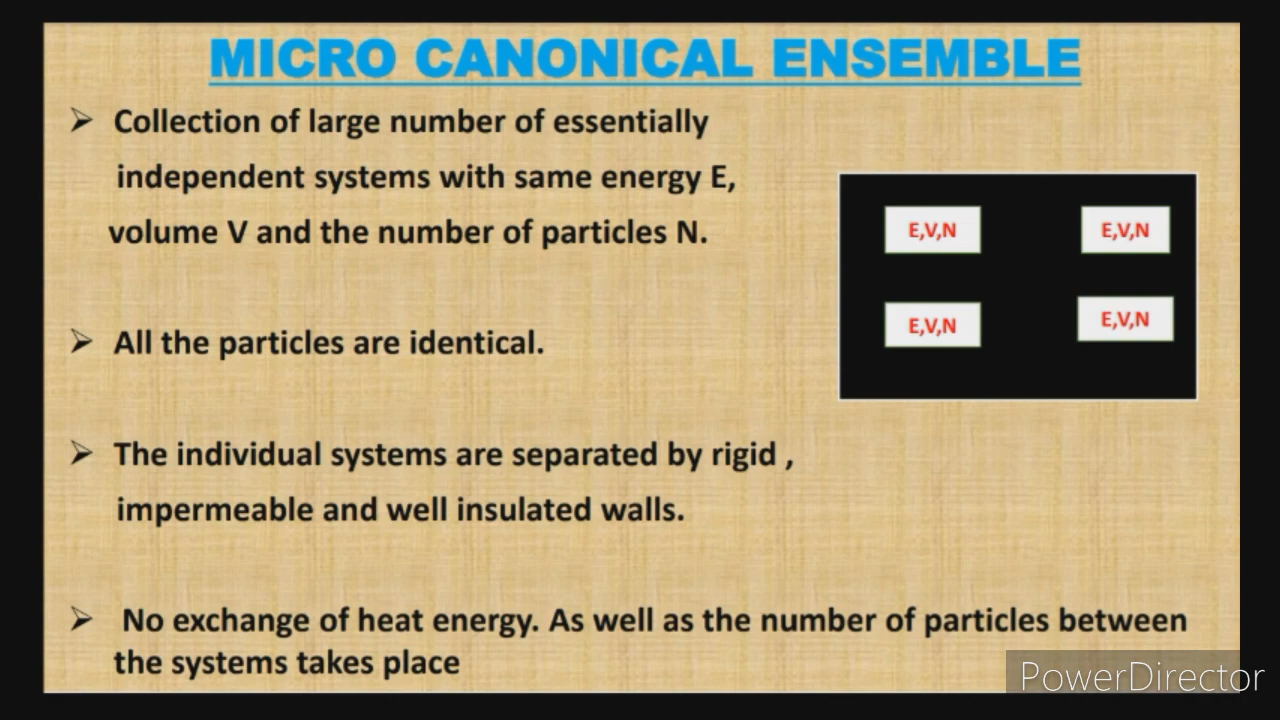 MICRO CANONICAL ENSEMBLE
➢ Collection of large number of essentially
independent systems with same energy E,
volume V and the number of particles N.
E,V,N
E,V,N
E,V,N
E,V,N
➢ All the particles are identical.
➢ The individual systems are separated by rigid ,
impermeable and well insulated walls.
➢ No exchange of heat energy. As well as the number of particles between
the systems takes place
PowerDirector